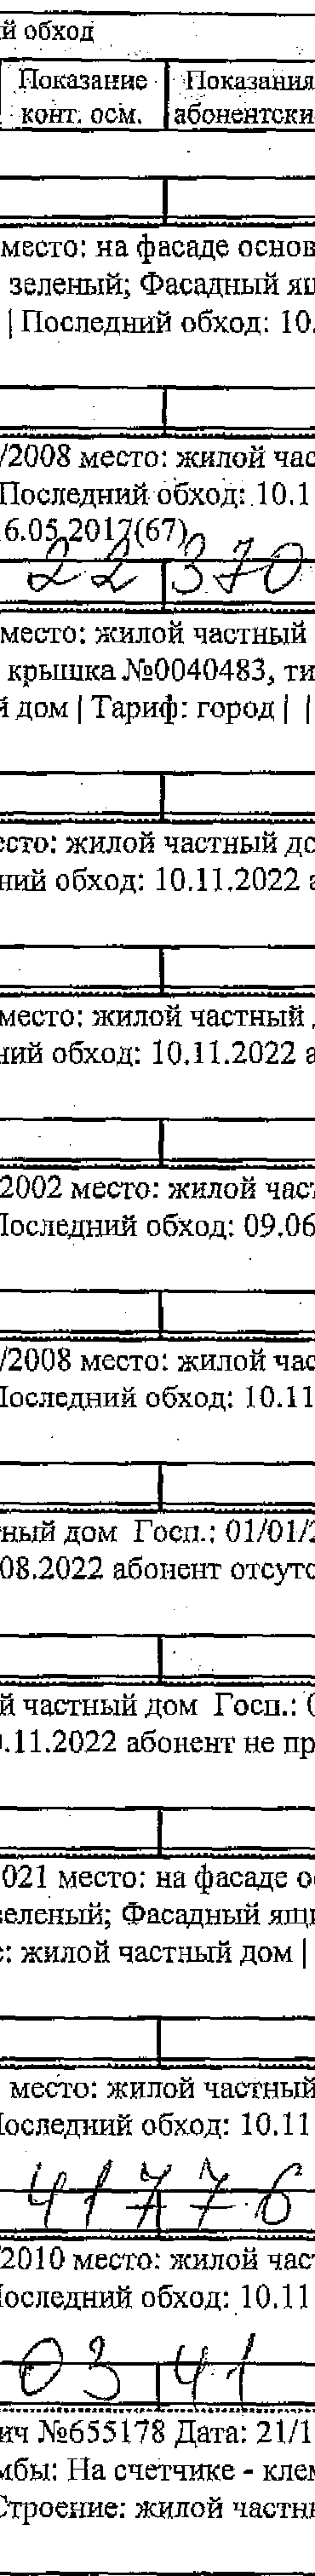 й обход
Показание Показания
конт. осм. абонентски
место: на фасаде основ
зеленый; Фасадный ящ
| Последний обход: 10.
/2008 место: жилой час
Последний обход: 10.1
6.05.2017(67)
22 370
место: жилой частный
крышка №0040483, ти
й дом | Тариф: город | |
есто: жилой частный до
ний обход: 10.11.2022 а
место: жилой частный
ний обход: 10.11.2022 а
2002 место: жилой част
Последний обход: 09.06
/2008 место: жилой час
Последний обход: 10.11
ный дом Госп.: 01/01/2
08.2022 абонент отсутс
й частный дом Госп.: 0
.11.2022 абонент не пр
021 место: на фасаде о
зеленый; Фасадный ящи
е: жилой частный дом |
место: жилой частный
Последний обход: 10.11
41776
/2010 место: жилой час
Последний обход: 10.11
03 41
ич №655178 Дата: 21/1
мбы: На счетчике - клем
Строение: жилой частн